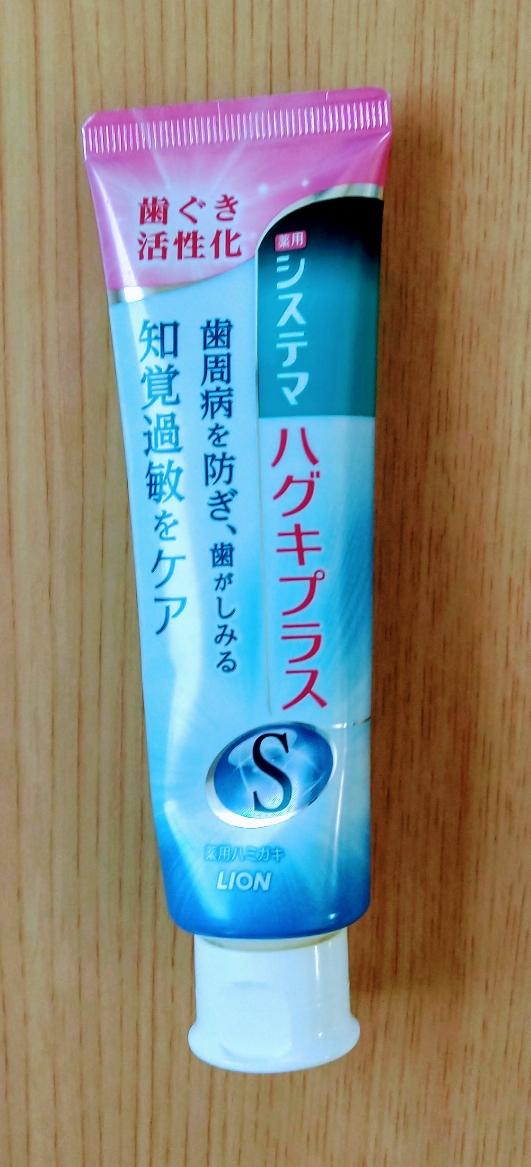 歯ぐき
活性化
薬用
システマ
ハグキプラス
歯周病を防ぎ、歯がしみる
知覚過敏をケア
S
薬用ハミガキ
LION